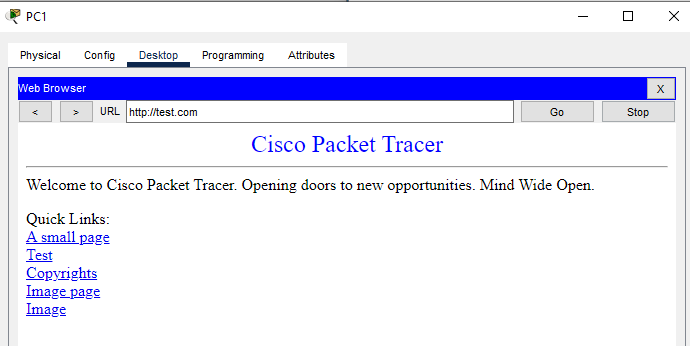 PC1
Physical Config Desktop Programming Attributes
Web Browser X
< > URL http://test.com Go Stop
Cisco Packet Tracer
Welcome to Cisco Packet Tracer. Opening doors to new opportunities. Mind Wide Open.
Quick Links:
A small page
Test
Copyrights
Image page
Image